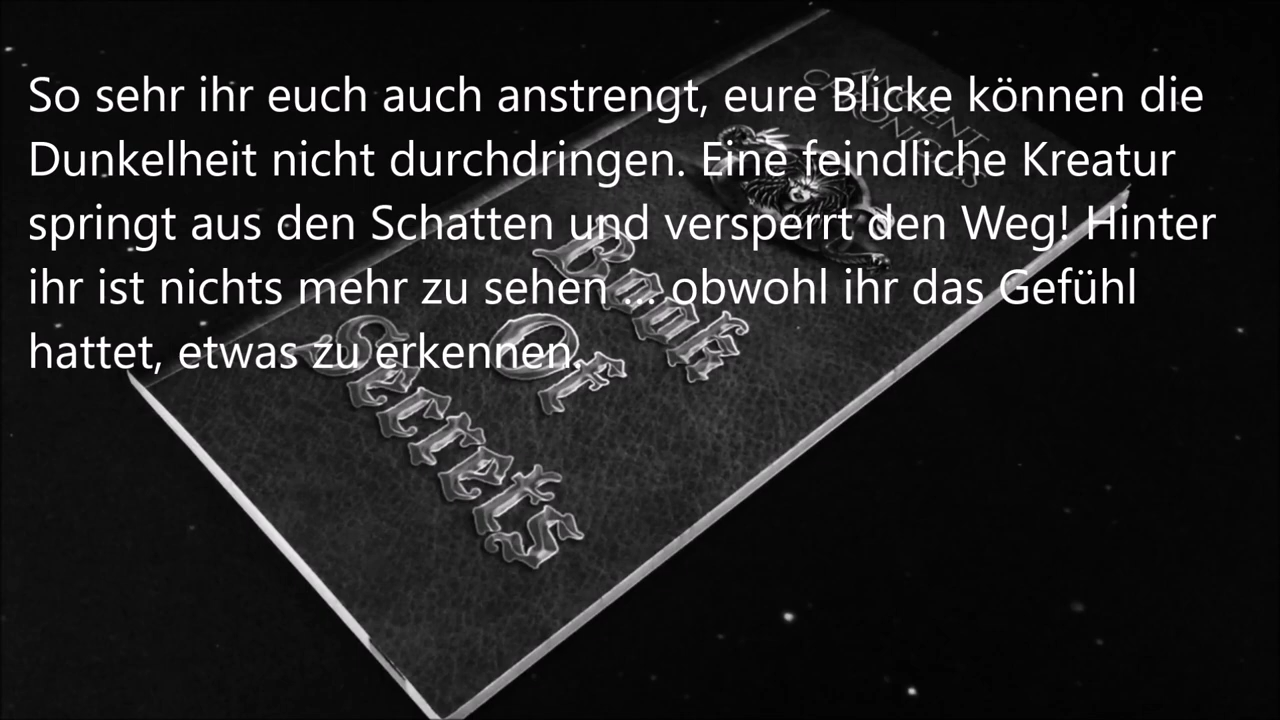 So sehr ihr euch auch anstrengt, eure Blicke können die
Dunkelheit nicht durchdringen. Eine feindliche Kreatur
springt aus den Schatten und versperrt den Weg! Hinter
ihr ist nichts mehr zu sehen ... obwohl ihr das Gefühl
hattet, etwas zu erkennen.
ANCIENT
CHRONICLES
Book
Of
Secrets